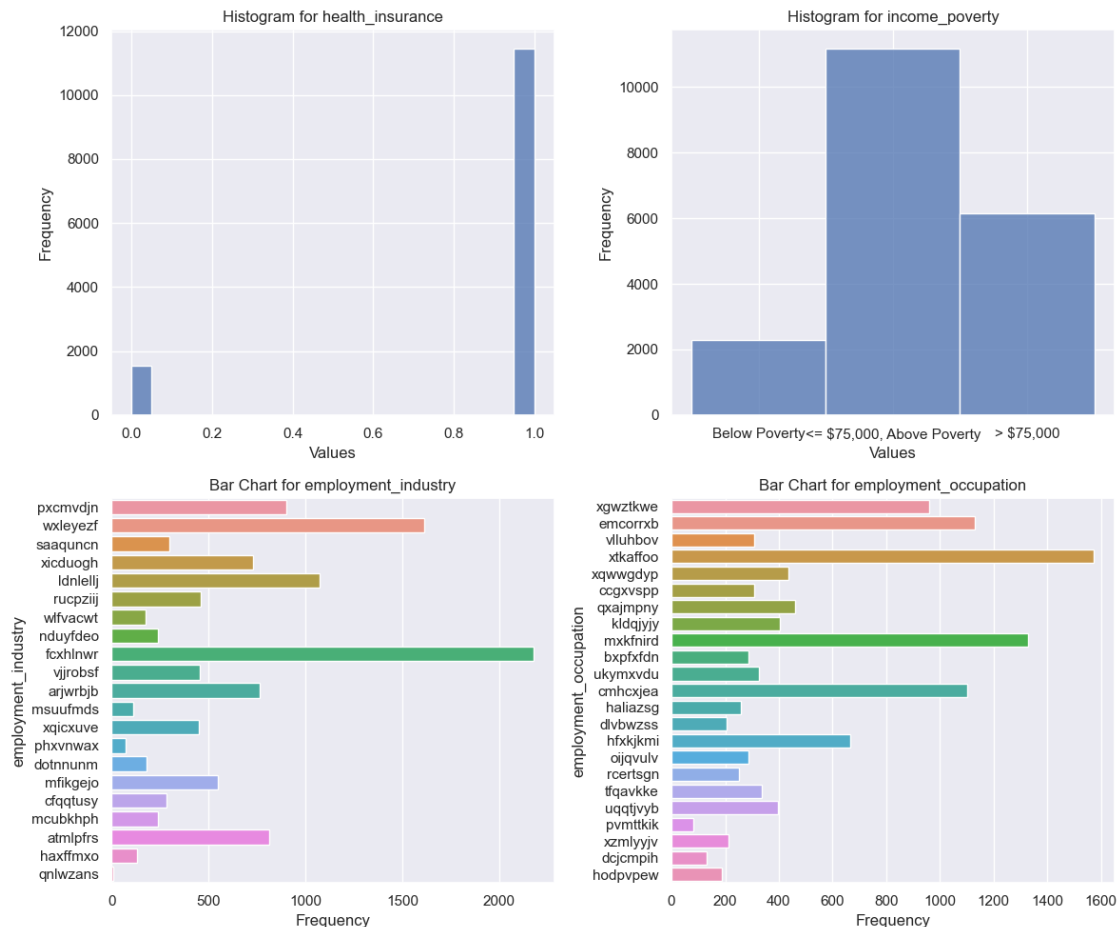 Histogram for health_insurance
12000
10000
8000
6000
4000
2000
0
Frequency
0.0 0.2 0.4 0.6 0.8 1.0
Values
Histogram for income_poverty
10000
8000
6000
4000
2000
0
Frequency
Below Poverty <= $75,000, Above Poverty > $75,000
Values
Bar Chart for employment_industry
employment_industry
pxcmvdjn
wxleyezf
saaquncn
xicduogh
ldnlellj
rucpziij
wlfvacwt
nduyfdeo
fcxhlnwr
vjjrobsf
arjwrbjb
msuufmds
xqicxuve
phxvnwax
dotnnunm
mfikgejo
cfqqtusy
mcubkhph
atmlpfrs
haxffmxo
qnlwzans
0 500 1000 1500 2000
Frequency
Bar Chart for employment_occupation
employment_occupation
xgwztkwe
emcorrxb
vlluhbov
xtkaffoo
xqwwgdyp
ccgxvspp
qxajmpny
kldqjyjy
mxkfnird
bxpfxfdn
ukymxvdu
cmhcxjea
haliazsg
dlvbwzss
hfxkjkmi
oijqvulv
rcertsgn
tfqavkke
uqqtjvyb
pvmttkik
xzmlyyjv
dcjcmpih
hodpvpew
0 200 400 600 800 1000 1200 1400 1600
Frequency